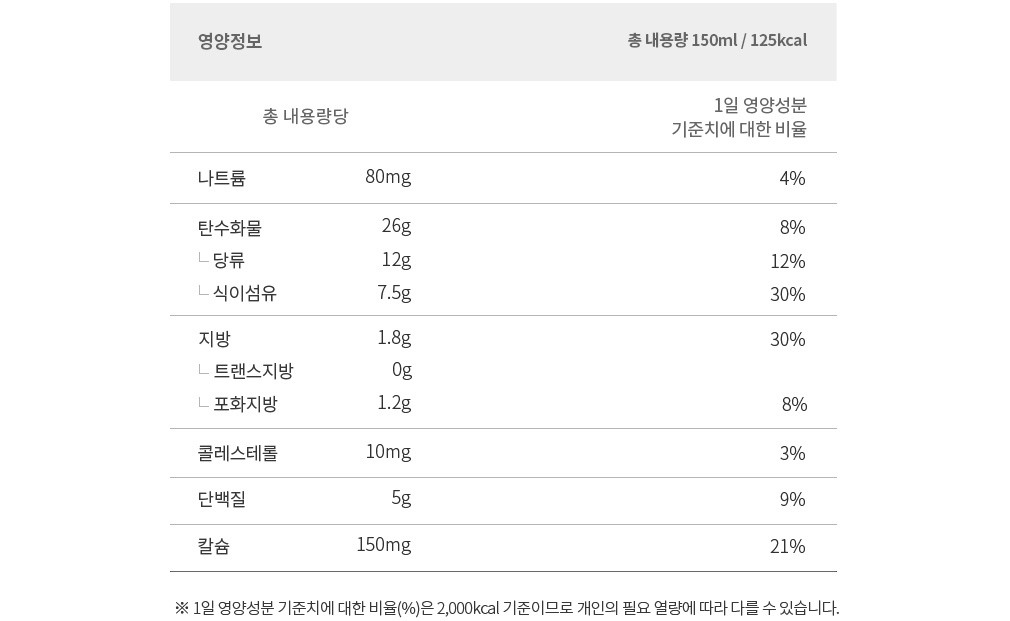 영양정보 총 내용량 150ml / 125kcal
총 내용량당 1일 영양성분
기준치에 대한 비율
나트륨 80mg 4%
탄수화물 26g 8%
당류 12g 12%
식이섬유 7.5g 30%
지방 1.8g 30%
트랜스지방 0g
포화지방 1.2g 8%
콜레스테롤 10mg 3%
단백질 5g 9%
칼슘 150mg 21%
※ 1일 영양성분 기준치에 대한 비율(%)은 2,000kcal 기준이므로 개인의 필요 열량에 따라 다를 수 있습니다.